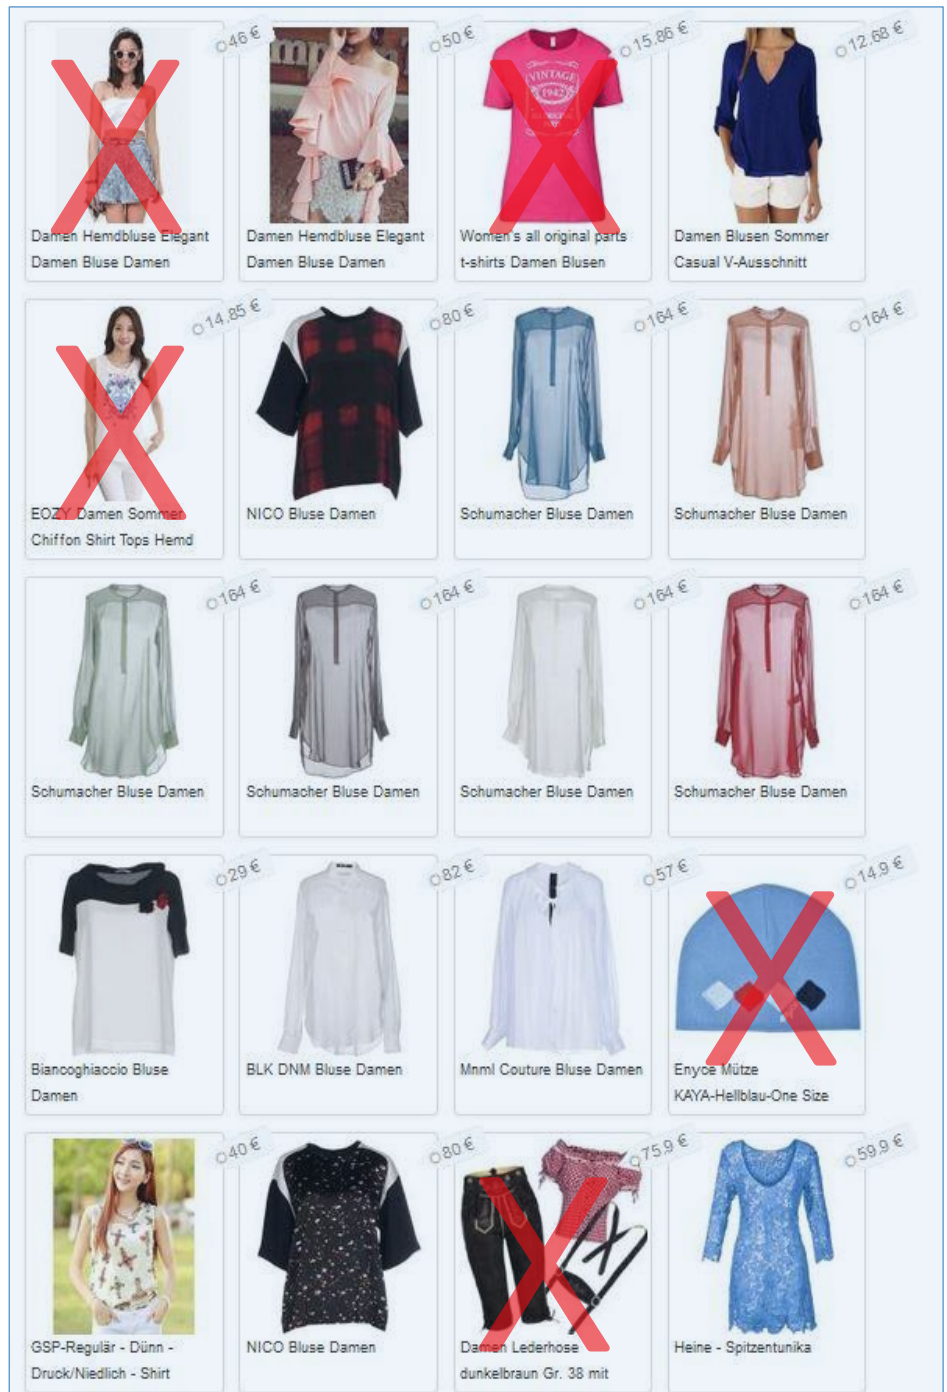 46 €
50 €
15.86 €
12.68 €
VINTAGE
1942
Damen Hemdbluse Elegant
Damen Bluse Damen
Damen Hemdbluse Elegant
Damen Bluse Damen
Women's all original parts
t-shirts Damen Blusen
Damen Blusen Sommer
Casual V-Ausschnitt
14.85 €
80 €
164 €
164 €
EOZY Damen Sommer
Chiffon Shirt Tops Hemd
NICO Bluse Damen
Schumacher Bluse Damen
Schumacher Bluse Damen
164 €
164 €
164 €
164 €
Schumacher Bluse Damen
Schumacher Bluse Damen
Schumacher Bluse Damen
Schumacher Bluse Damen
29 €
82 €
57 €
14.9 €
Biancoghiaccio Bluse
Damen
BLK DNM Bluse Damen
Mnml Couture Bluse Damen
Enyce Mütze
KAYA-Hellblau-One Size
40 €
80 €
75.9 €
59.9 €
GSP-Regulär - Dünn -
Druck/Niedlich - Shirt
NICO Bluse Damen
Damen Lederhose
dunkelbraun Gr. 38 mit
Heine - Spitzentunika